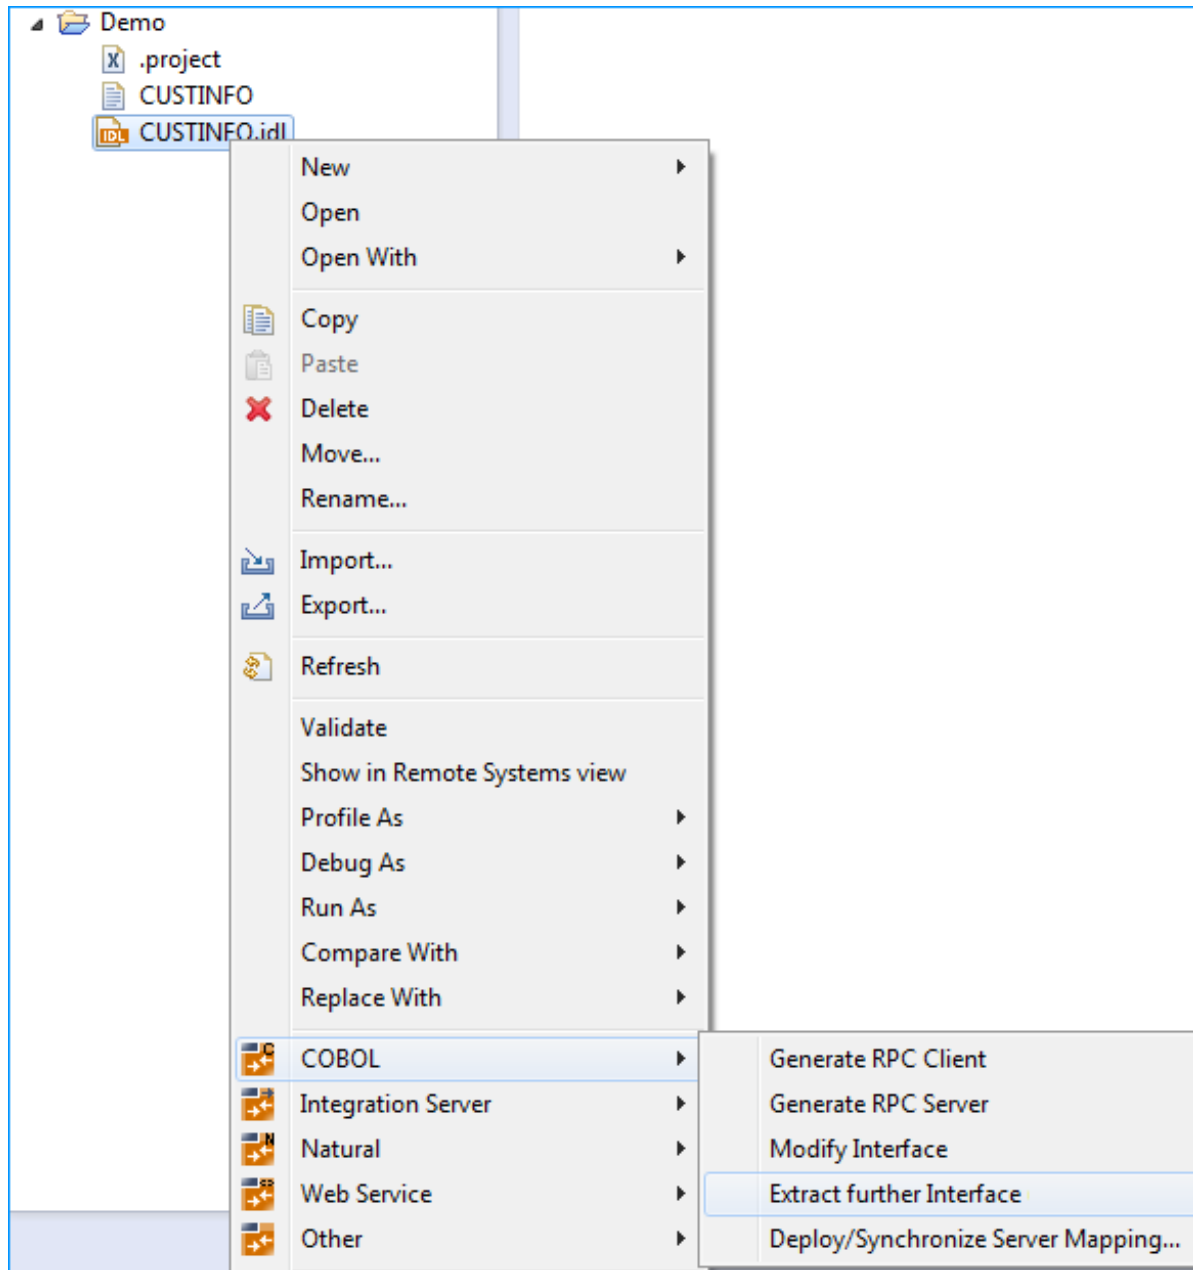 Demo
.project
CUSTINFO
CUSTINFO.idl
New
Open
Open With
Copy
Paste
Delete
Move...
Rename...
Import...
Export...
Refresh
Validate
Show in Remote Systems view
Profile As
Debug As
Run As
Compare With
Replace With
COBOL
Integration Server
Natural
Web Service
Other
Generate RPC Client
Generate RPC Server
Modify Interface
Extract further Interface
Deploy/Synchronize Server Mapping...